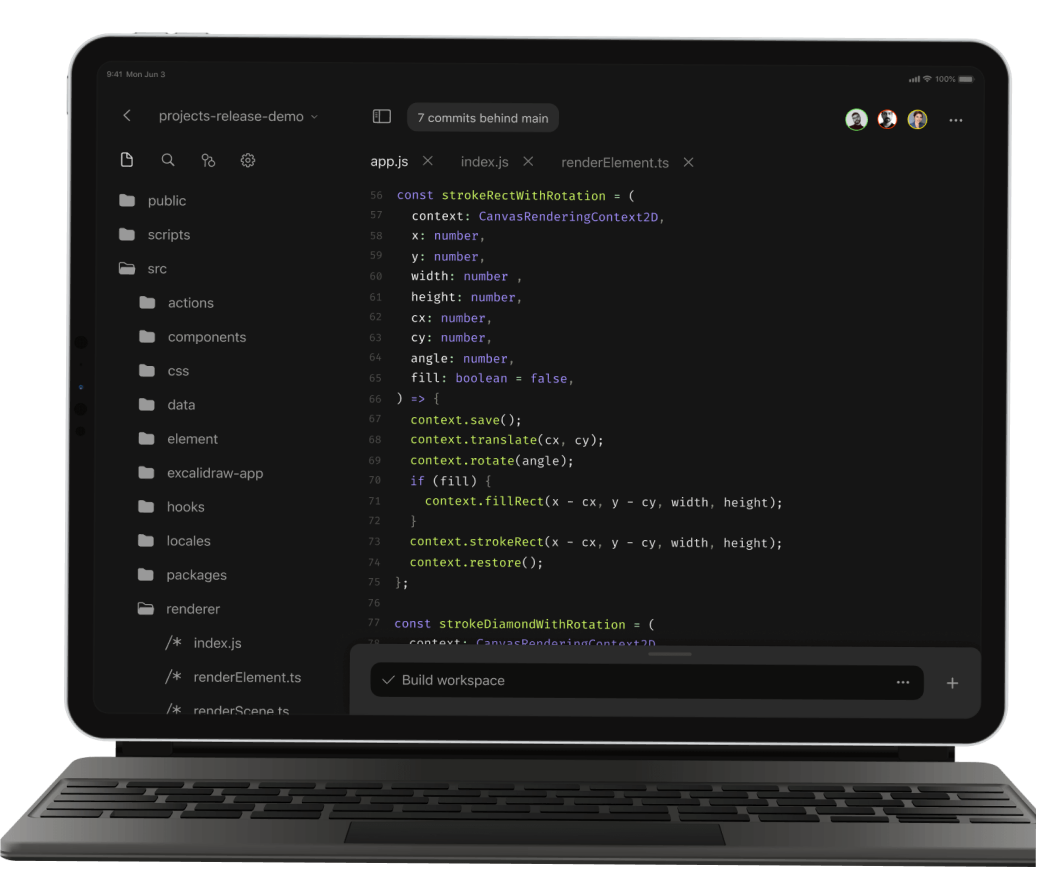 9:41 Mon Jun 3
100%
projects-release-demo
7 commits behind main
app.js
index.js
renderElement.ts
public
scripts
src
actions
components
css
data
element
excalidraw-app
hooks
locales
packages
renderer
/* index.js
/* renderElement.ts
/* renderScene.ts
56 const strokeRectWithRotation = (
57 context: CanvasRenderingContext2D,
58 x: number,
59 y: number,
60 width: number ,
61 height: number,
62 cx: number,
63 cy: number,
64 angle: number,
65 fill: boolean = false,
66 ) => {
67 context.save();
68 context.translate(cx, cy);
69 context.rotate(angle);
70 if (fill) {
71 context.fillRect(x - cx, y - cy, width, height);
72 }
73 context.strokeRect(x - cx, y - cy, width, height);
74 context.restore();
75 };
76
77 const strokeDiamondWithRotation = (
78 context: CanvasRenderingContext2D
Build workspace